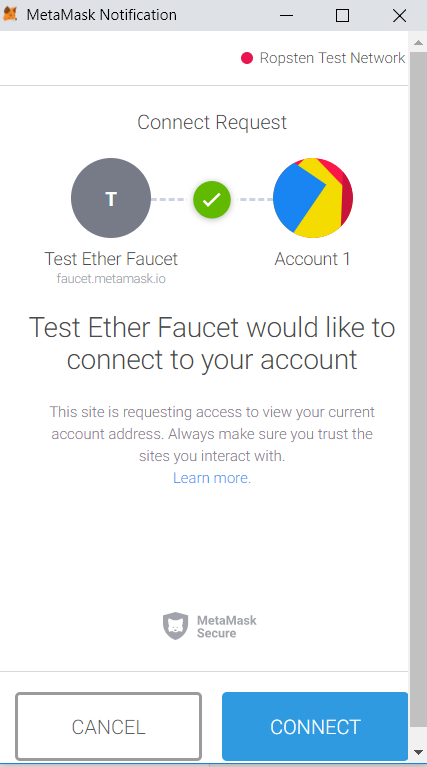 MetaMask Notification
Ropsten Test Network
Connect Request
T
Test Ether Faucet
faucet.metamask.io
Account 1
Test Ether Faucet would like to
connect to your account
This site is requesting access to view your current
account address. Always make sure you trust the
sites you interact with.
Learn more.
MetaMask
Secure
CANCEL
CONNECT